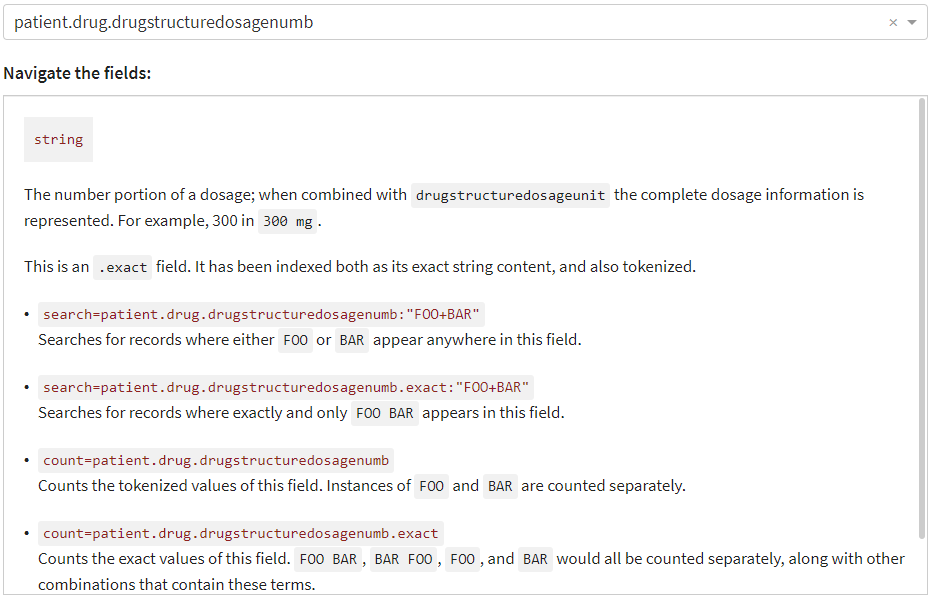 patient.drug.drugstructuredosagenumb
Navigate the fields:
string
The number portion of a dosage; when combined with drugstructuredosageunit the complete dosage information is
represented. For example, 300 in 300 mg.
This is an .exact field. It has been indexed both as its exact string content, and also tokenized.
• search=patient.drug.drugstructuredosagenumb:"FOO+BAR"
Searches for records where either FOO or BAR appear anywhere in this field.
• search=patient.drug.drugstructuredosagenumb.exact:"FOO+BAR"
Searches for records where exactly and only FOO BAR appears in this field.
• count=patient.drug.drugstructuredosagenumb
Counts the tokenized values of this field. Instances of FOO and BAR are counted separately.
• count=patient.drug.drugstructuredosagenumb.exact
Counts the exact values of this field. FOO BAR, BAR FOO, FOO, and BAR would all be counted separately, along with other
combinations that contain these terms.